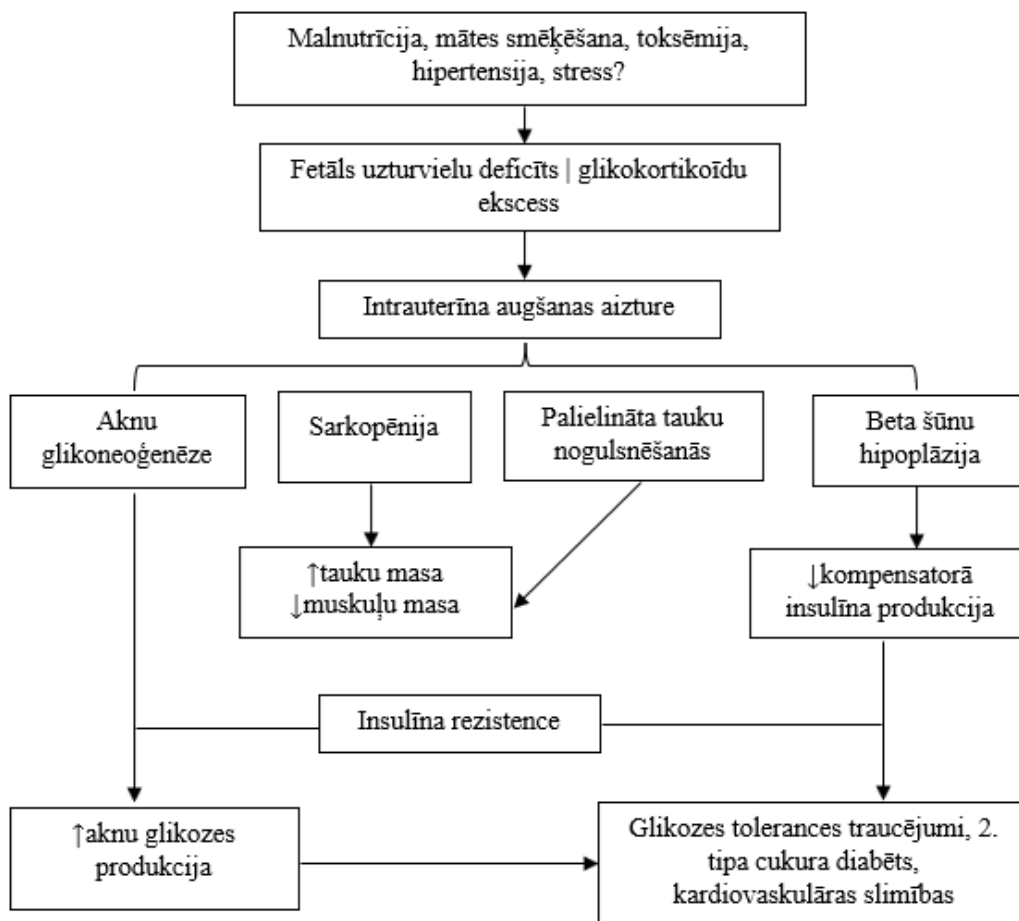 Malnutrīcija, mātes smēķēšana, toksēmija,
hipertensija, stress?
Fetāls uzturvielu deficīts | glikokortikoīdu
ekscess
Intrauterīna augšanas aizture
Aknu
glikoneoģenēze
Sarkopēnija
Palielināta tauku
nogulsnēšanās
Beta šūnu
hipoplāzija
↑tauku masa
↓muskuļu masa
↓kompensatorā
insulīna produkcija
Insulīna rezistence
↑aknu glikozes
produkcija
Glikozes tolerances traucējumi, 2.
tipa cukura diabēts,
kardiovaskulāras slimības